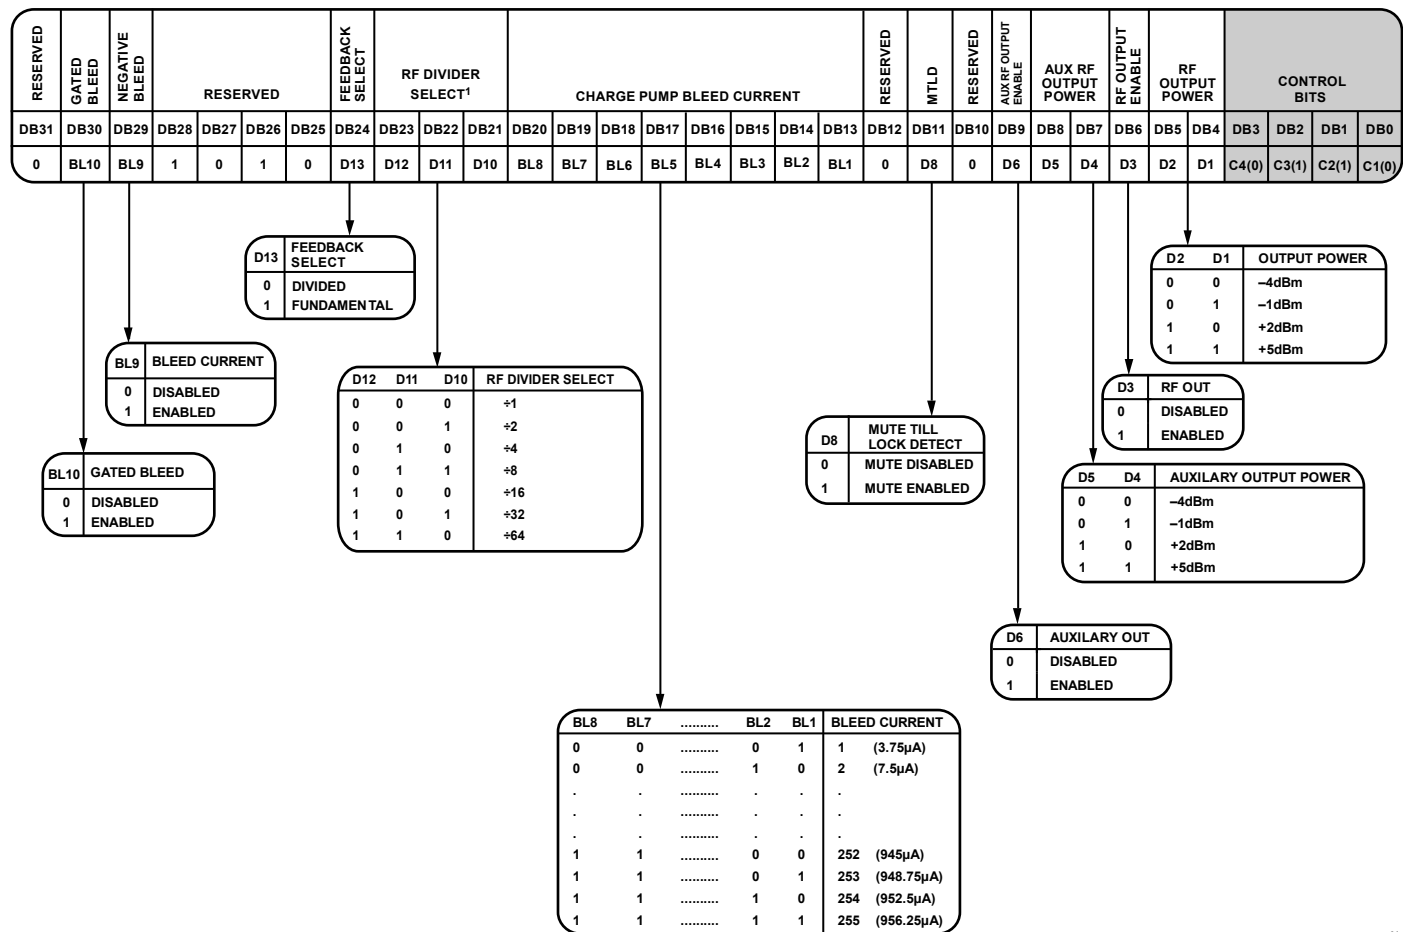 RESERVED
GATED BLEED
NEGATIVE BLEED
RESERVED
FEEDBACK SELECT
RF DIVIDER SELECT1
CHARGE PUMP BLEED CURRENT
RESERVED
MTLD
RESERVED
AUX RF OUTPUT ENABLE
AUX RF OUTPUT POWER
RF OUTPUT ENABLE
RF OUTPUT POWER
CONTROL BITS
DB31 DB30 DB29 DB28 DB27 DB26 DB25 DB24 DB23 DB22 DB21 DB20 DB19 DB18 DB17 DB16 DB15 DB14 DB13 DB12 DB11 DB10 DB9 DB8 DB7 DB6 DB5 DB4 DB3 DB2 DB1 DB0
0 BL10 BL9 1 0 1 0 D13 D12 D11 D10 BL8 BL7 BL6 BL5 BL4 BL3 BL2 BL1 0 D8 0 D6 D5 D4 D3 D2 D1 C4(0) C3(1) C2(1) C1(0)
D13 FEEDBACK SELECT
0 DIVIDED
1 FUNDAMENTAL
D2 D1 OUTPUT POWER
0 0 –4dBm
0 1 –1dBm
1 0 +2dBm
1 1 +5dBm
BL9 BLEED CURRENT
0 DISABLED
1 ENABLED
D12 D11 D10 RF DIVIDER SELECT
0 0 0 ÷1
0 0 1 ÷2
0 1 0 ÷4
0 1 1 ÷8
1 0 0 ÷16
1 0 1 ÷32
1 1 0 ÷64
D3 RF OUT
0 DISABLED
1 ENABLED
D8 MUTE TILL LOCK DETECT
0 MUTE DISABLED
1 MUTE ENABLED
BL10 GATED BLEED
0 DISABLED
1 ENABLED
D5 D4 AUXILARY OUTPUT POWER
0 0 –4dBm
0 1 –1dBm
1 0 +2dBm
1 1 +5dBm
D6 AUXILARY OUT
0 DISABLED
1 ENABLED
BL8 BL7 .......... BL2 BL1 BLEED CURRENT
0 0 .......... 0 1 1 (3.75µA)
0 0 .......... 1 0 2 (7.5µA)
. . .......... . . .
. . .......... . . .
. . .......... . . .
1 1 .......... 0 0 252 (945µA)
1 1 .......... 0 1 253 (948.75µA)
1 1 .......... 1 0 254 (952.5µA)
1 1 .......... 1 1 255 (956.25µA)